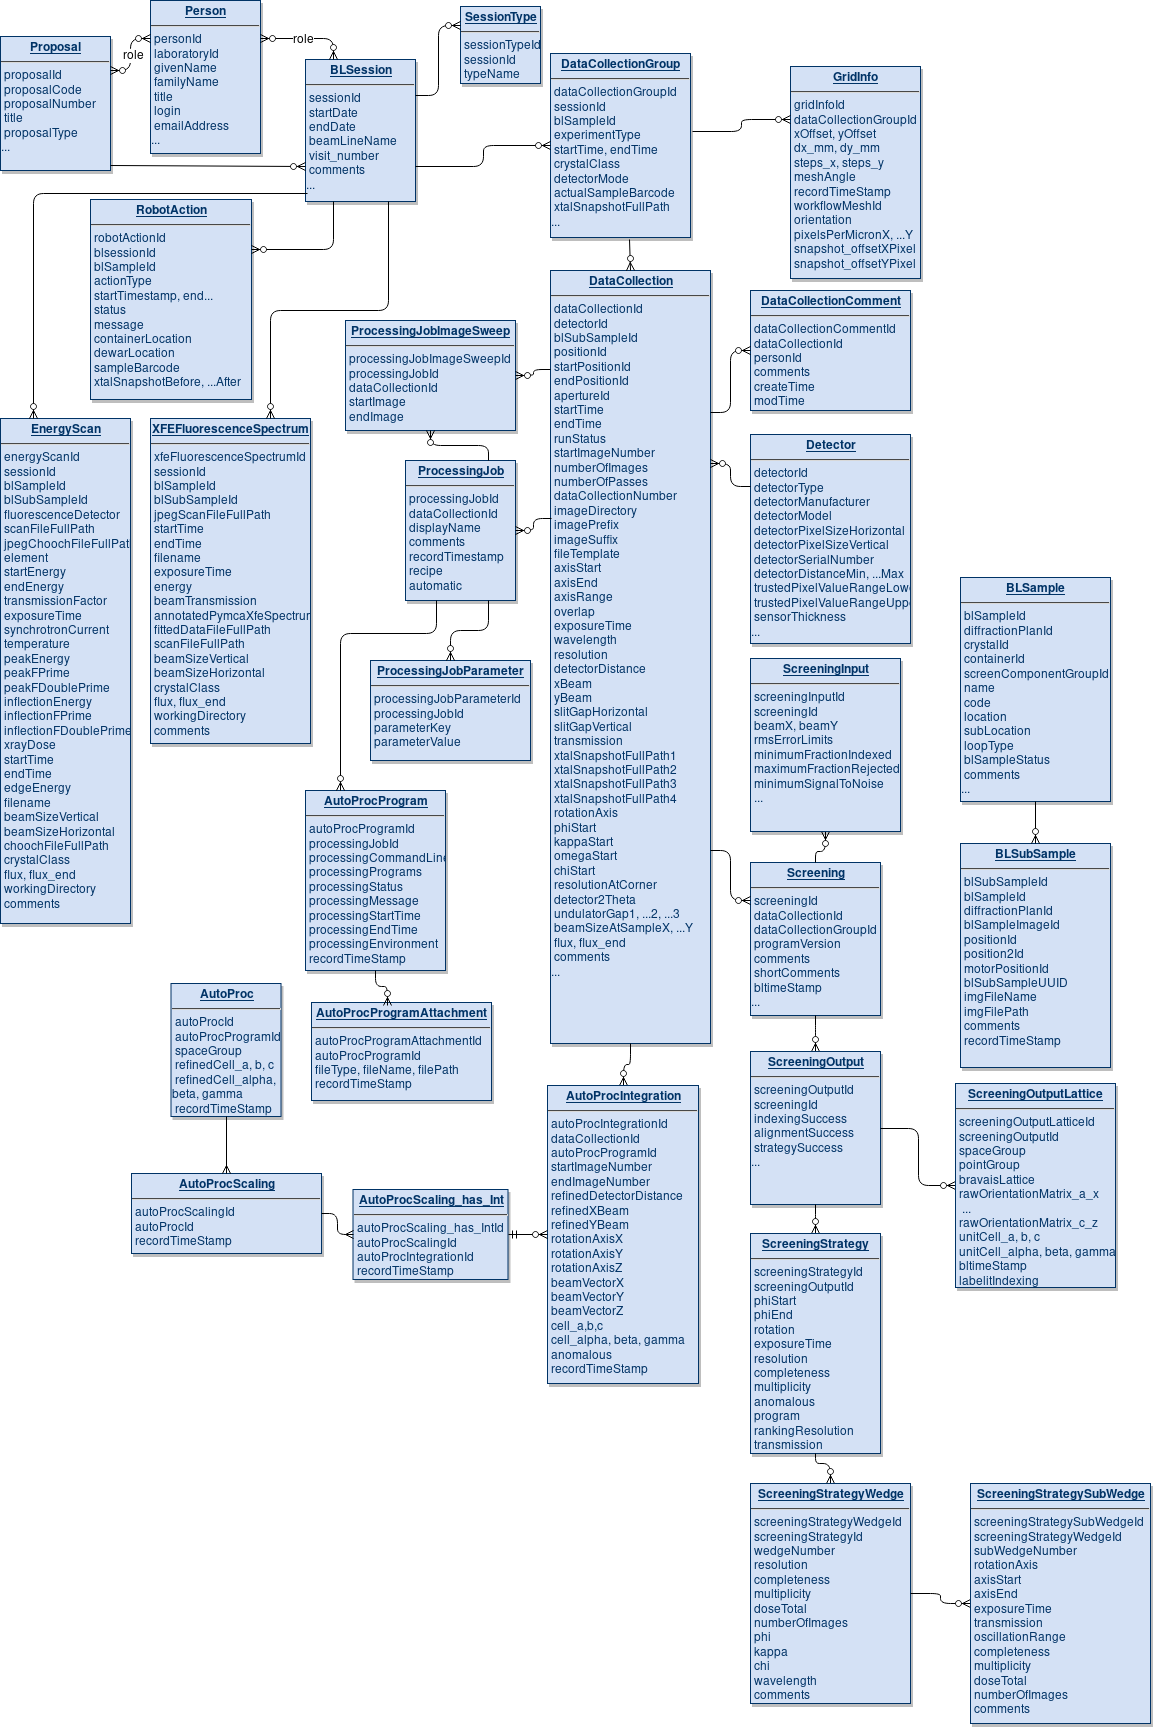 Person
personId
laboratoryId
givenName
familyName
title
login
emailAddress
...
role
role
Proposal
proposalId
proposalCode
proposalNumber
title
proposalType
...
SessionType
sessionTypeId
sessionId
typeName
BLSession
sessionId
startDate
endDate
beamLineName
visit_number
comments
...
DataCollectionGroup
dataCollectionGroupId
sessionId
blSampleId
experimentType
startTime, endTime
crystalClass
detectorMode
actualSampleBarcode
xtalSnapshotFullPath
...
GridInfo
gridInfoId
dataCollectionGroupId
xOffset, yOffset
dx_mm, dy_mm
steps_x, steps_y
meshAngle
recordTimeStamp
workflowMeshId
orientation
pixelsPerMicronX, ...Y
snapshot_offsetXPixel
snapshot_offsetYPixel
RobotAction
robotActionId
blsessionId
blSampleId
actionType
startTimestamp, end...
status
message
containerLocation
dewarLocation
sampleBarcode
xtalSnapshotBefore, ...After
DataCollection
dataCollectionId
detectorId
blSubSampleId
positionId
startPositionId
endPositionId
apertureId
startTime
endTime
runStatus
startImageNumber
numberOfImages
numberOfPasses
dataCollectionNumber
imageDirectory
imagePrefix
imageSuffix
fileTemplate
axisStart
axisEnd
axisRange
overlap
exposureTime
wavelength
resolution
detectorDistance
xBeam
yBeam
slitGapHorizontal
slitGapVertical
transmission
xtalSnapshotFullPath1
xtalSnapshotFullPath2
xtalSnapshotFullPath3
xtalSnapshotFullPath4
rotationAxis
phiStart
kappaStart
omegaStart
chiStart
resolutionAtCorner
detector2Theta
undulatorGap1, ...2, ...3
beamSizeAtSampleX, ...Y
flux, flux_end
comments
...
DataCollectionComment
dataCollectionCommentId
dataCollectionId
personId
comments
createTime
modTime
ProcessingJobImageSweep
processingJobImageSweepId
processingJobId
dataCollectionId
startImage
endImage
EnergyScan
energyScanId
sessionId
blSampleId
blSubSampleId
fluorescenceDetector
scanFileFullPath
jpegChoochFileFullPat
element
startEnergy
endEnergy
transmissionFactor
exposureTime
synchrotronCurrent
temperature
peakEnergy
peakFPrime
peakFDoublePrime
inflectionEnergy
inflectionFPrime
inflectionFDoublePrime
xrayDose
startTime
endTime
edgeEnergy
filename
beamSizeVertical
beamSizeHorizontal
choochFileFullPath
crystalClass
flux, flux_end
workingDirectory
comments
XFEFluorescenceSpectrum
xfeFluorescenceSpectrumId
sessionId
blSampleId
blSubSampleId
jpegScanFileFullPath
startTime
endTime
filename
exposureTime
energy
beamTransmission
annotatedPymcaXfeSpectrur
fittedDataFileFullPath
scanFileFullPath
beamSizeVertical
beamSizeHorizontal
crystalClass
flux, flux_end
workingDirectory
comments
ProcessingJob
processingJobId
dataCollectionId
displayName
comments
recordTimestamp
recipe
automatic
Detector
detectorId
detectorType
detectorManufacturer
detectorModel
detectorPixelSizeHorizontal
detectorPixelSizeVertical
detectorSerialNumber
detectorDistanceMin, ...Max
trustedPixelValueRangeLow
trustedPixelValueRangeUpp
sensorThickness
...
BLSample
blSampleId
diffractionPlanId
crystalId
containerId
screenComponentGroupId
name
code
location
subLocation
loopType
blSampleStatus
comments
...
ProcessingJobParameter
processingJobParameterId
processingJobId
parameterKey
parameterValue
ScreeningInput
screeningInputId
screeningId
beamX, beamY
rmsErrorLimits
minimumFractionIndexed
maximumFractionRejected
minimumSignalToNoise
...
AutoProcProgram
autoProcProgramId
processingJobId
processingCommandLine
processingPrograms
processingStatus
processingMessage
processingStartTime
processingEndTime
processingEnvironment
recordTimeStamp
BLSubSample
blSubSampleId
blSampleId
diffractionPlanId
blSampleImageId
positionId
position2Id
motorPositionId
blSubSampleUUID
imgFileName
imgFilePath
comments
recordTimeStamp
Screening
screeningId
dataCollectionId
dataCollectionGroupId
programVersion
comments
shortComments
bltimeStamp
...
AutoProc
autoProcId
autoProcProgramId
spaceGroup
refinedCell_a, b, c
refinedCell_alpha,
beta, gamma
recordTimeStamp
AutoProcProgramAttachment
autoProcProgramAttachmentId
autoProcProgramId
fileType, fileName, filePath
recordTimeStamp
ScreeningOutput
screeningOutputId
screeningId
indexingSuccess
alignmentSuccess
strategySuccess
...
AutoProcIntegration
autoProcIntegrationId
dataCollectionId
autoProcProgramId
startImageNumber
endImageNumber
refinedDetectorDistance
refinedXBeam
refinedYBeam
rotationAxisX
rotationAxisY
rotationAxisZ
beamVectorX
beamVectorY
beamVectorZ
cell_a,b,c
cell_alpha, beta, gamma
anomalous
recordTimeStamp
ScreeningOutputLattice
screeningOutputLatticeId
screeningOutputId
spaceGroup
pointGroup
bravaisLattice
rawOrientationMatrix_a_x
...
rawOrientationMatrix_c_z
unitCell_a, b, c
unitCell_alpha, beta, gamma
bltimeStamp
labelitIndexing
AutoProcScaling
autoProcScalingId
autoProcId
recordTimeStamp
AutoProcScaling_has_Int
autoProcScaling_has_IntId
autoProcScalingId
autoProcIntegrationId
recordTimeStamp
ScreeningStrategy
screeningStrategyId
screeningOutputId
phiStart
phiEnd
rotation
exposureTime
resolution
completeness
multiplicity
anomalous
program
rankingResolution
transmission
ScreeningStrategyWedge
screeningStrategyWedgeId
screeningStrategyId
wedgeNumber
resolution
completeness
multiplicity
doseTotal
numberOfImages
phi
kappa
chi
wavelength
comments
ScreeningStrategySubWedge
screeningStrategySubWedgeId
screeningStrategyWedgeId
subWedgeNumber
rotationAxis
axisStart
axisEnd
exposureTime
transmission
oscillationRange
completeness
multiplicity
doseTotal
numberOfImages
comments